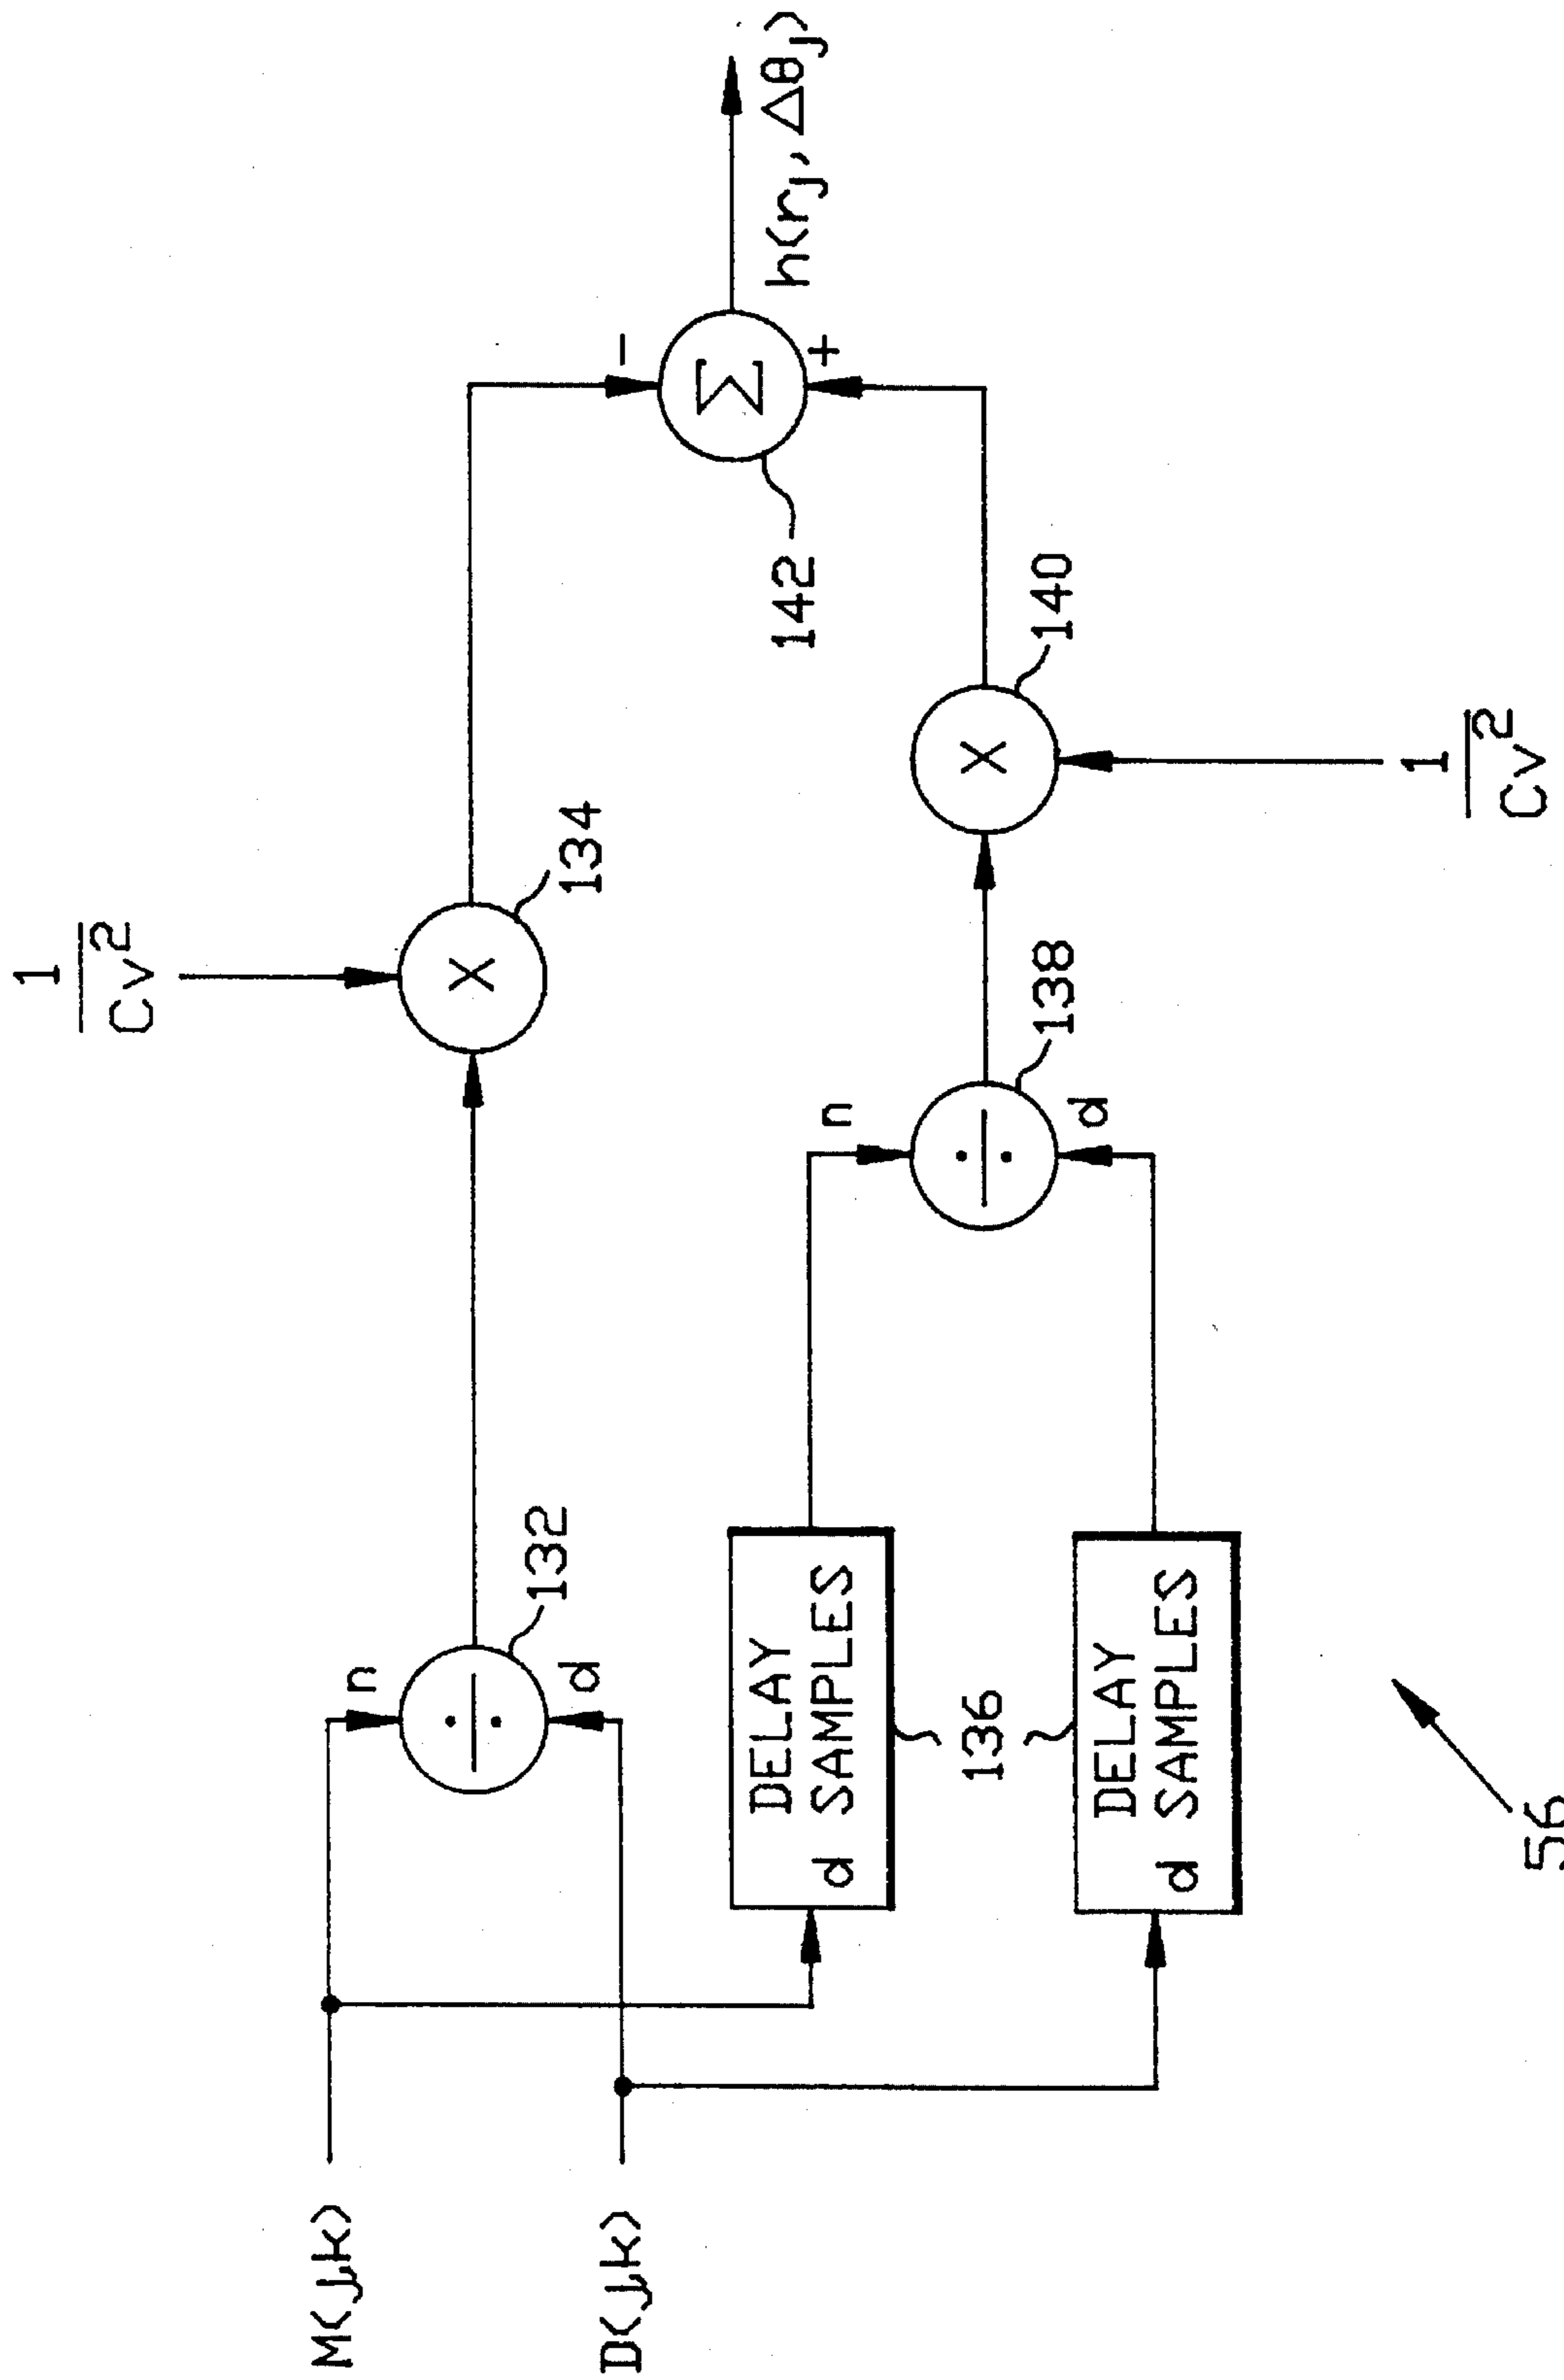 1
Cv²
M(j,k)
n
132
134
−
d
D(j,k)
÷
X
Σ
h(rj, Δθj)
+
142
DELAY
d SAMPLES
n
138
140
136
÷
X
d
DELAY
d SAMPLES
1
Cv²
56